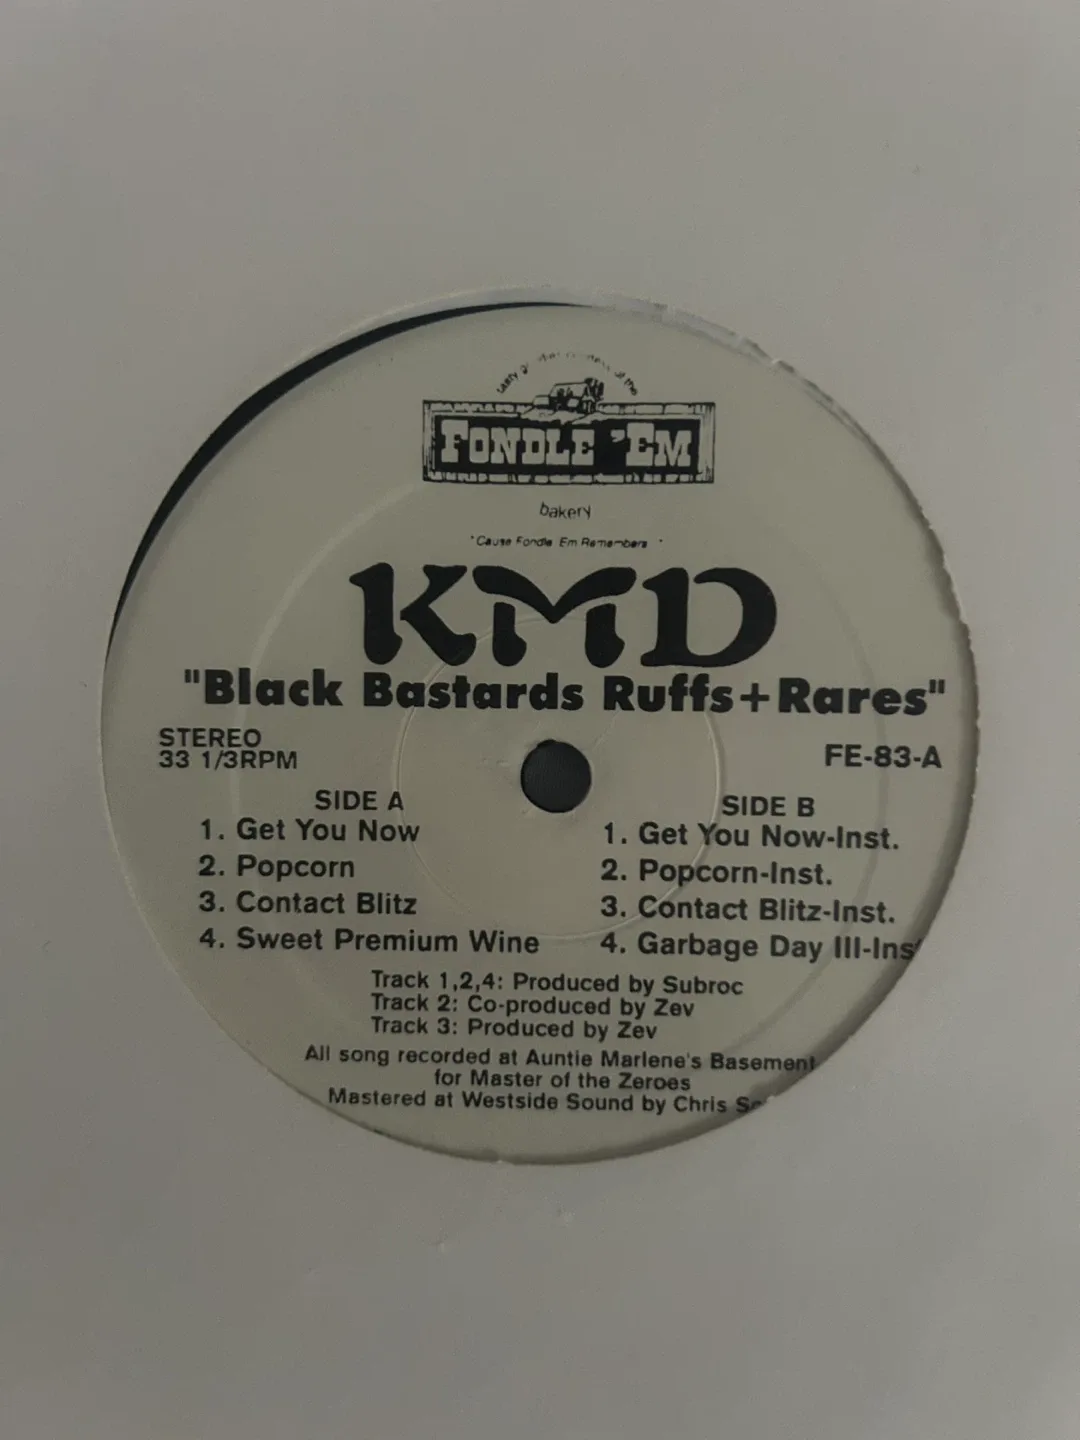 tasty of the
FONDLE 'EM
bakery
"Cause Fondle 'Em Remembers"
KMD
"Black Bastards Ruffs+Rares"
STEREO
33 1/3RPM
FE-83-A
SIDE A
1. Get You Now
2. Popcorn
3. Contact Blitz
4. Sweet Premium Wine
SIDE B
1. Get You Now-Inst.
2. Popcorn-Inst.
3. Contact Blitz-Inst.
4. Garbage Day III-Ins
Track 1,2,4: Produced by Subroc
Track 2: Co-produced by Zev
Track 3: Produced by Zev
All song recorded at Auntie Marlene's Basement
for Master of the Zeroes
Mastered at Westside Sound by Chris